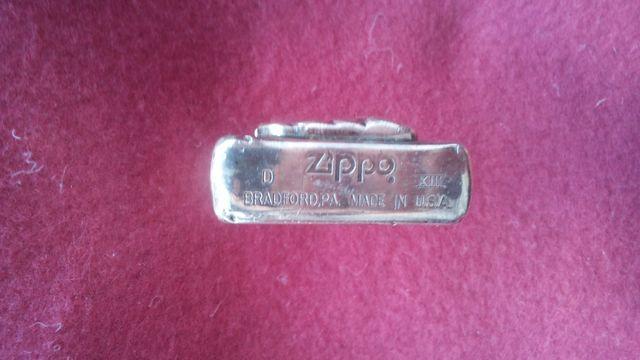 Zippo
D XIII
BRADFORD, PA. MADE IN U.S.A.